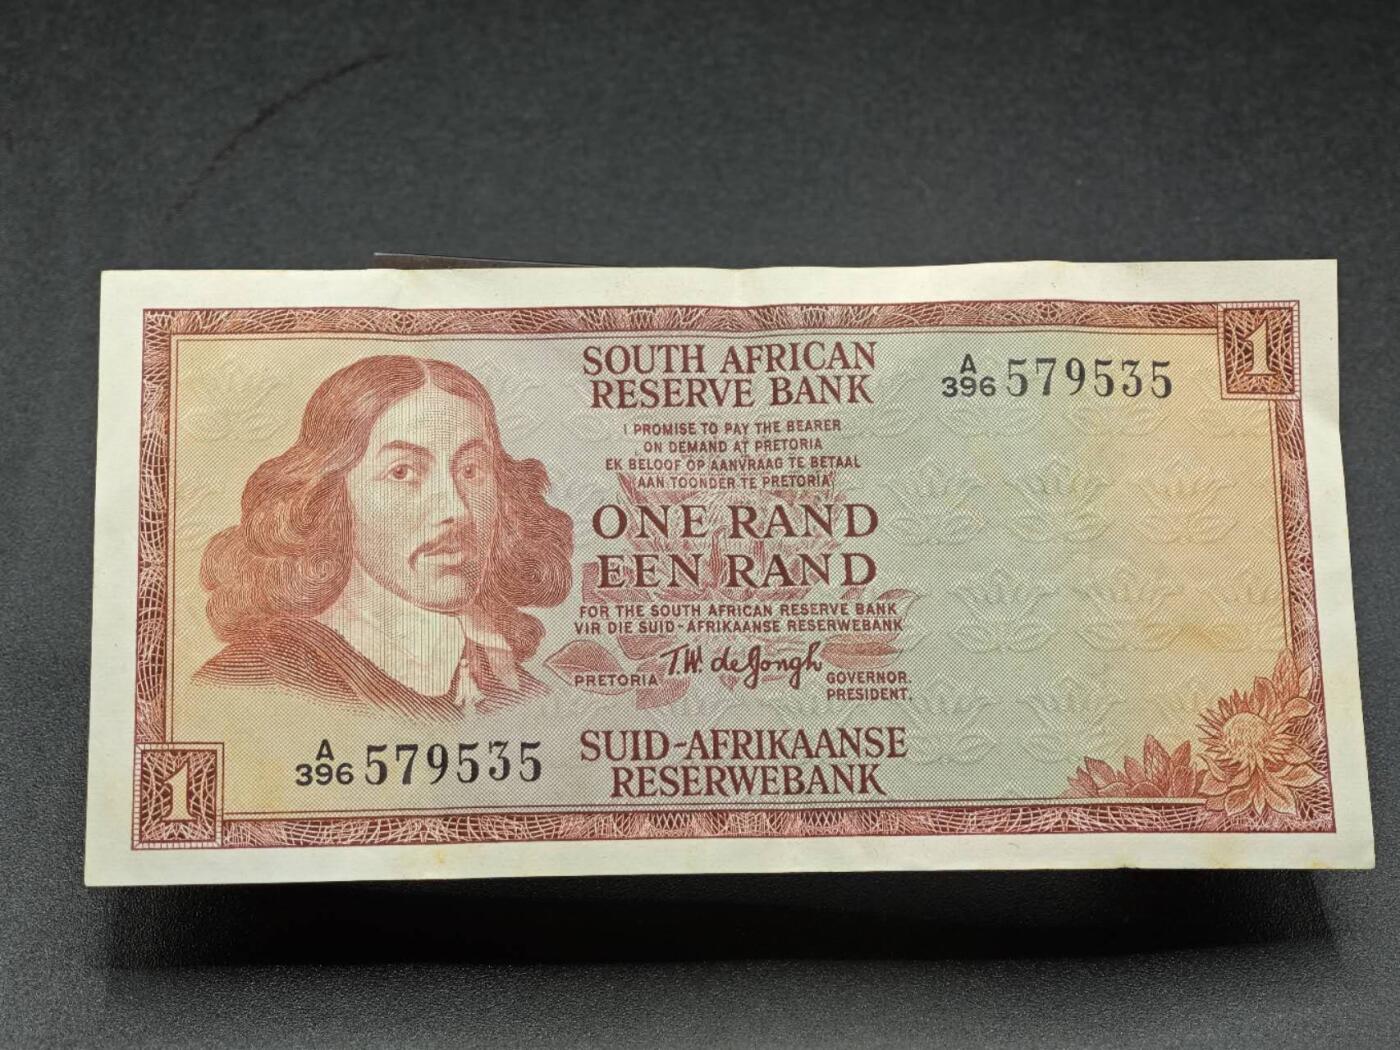 1
SOUTH AFRICAN
RESERVE BANK
A
396 579535
I PROMISE TO PAY THE BEARER
ON DEMAND AT PRETORIA
EK BELOOF OP AANVRAAG TE BETAAL
AAN TOONDER TE PRETORIA
ONE RAND
EEN RAND
FOR THE SOUTH AFRICAN RESERVE BANK
VIR DIE SUID-AFRIKAANSE RESERWEBANK
T.W. de Jongh
PRETORIA GOVERNOR.
PRESIDENT.
A
396 579535
SUID-AFRIKAANSE
RESERWEBANK
1